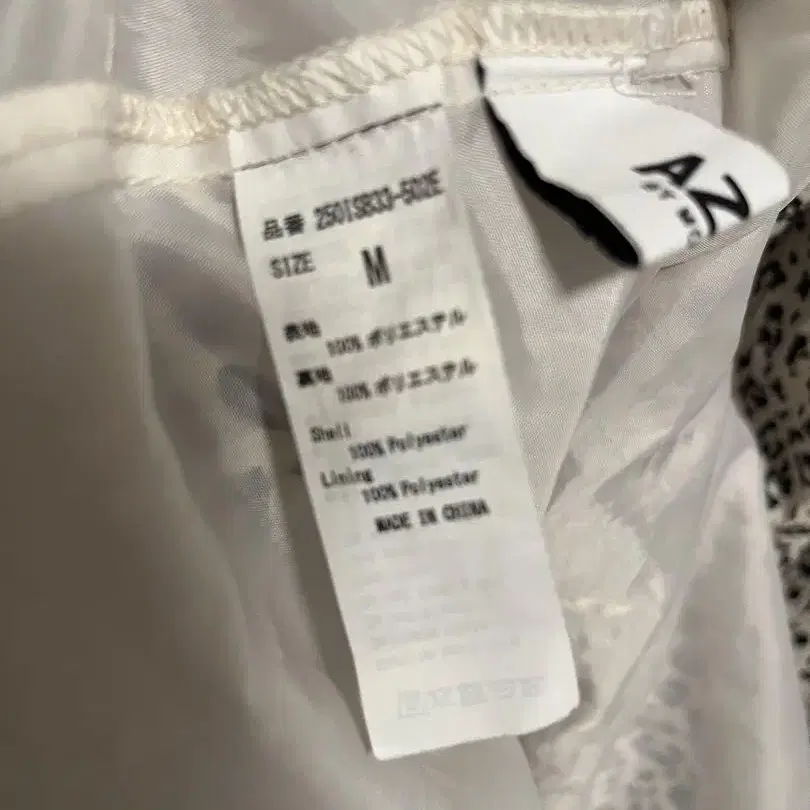 品番 250ISB33-502E
SIZE M
表地
100% ポリエステル
裏地
100% ポリエステル
Shell
100% Polyester
Lining
100% Polyester
MADE IN CHINA
AZ